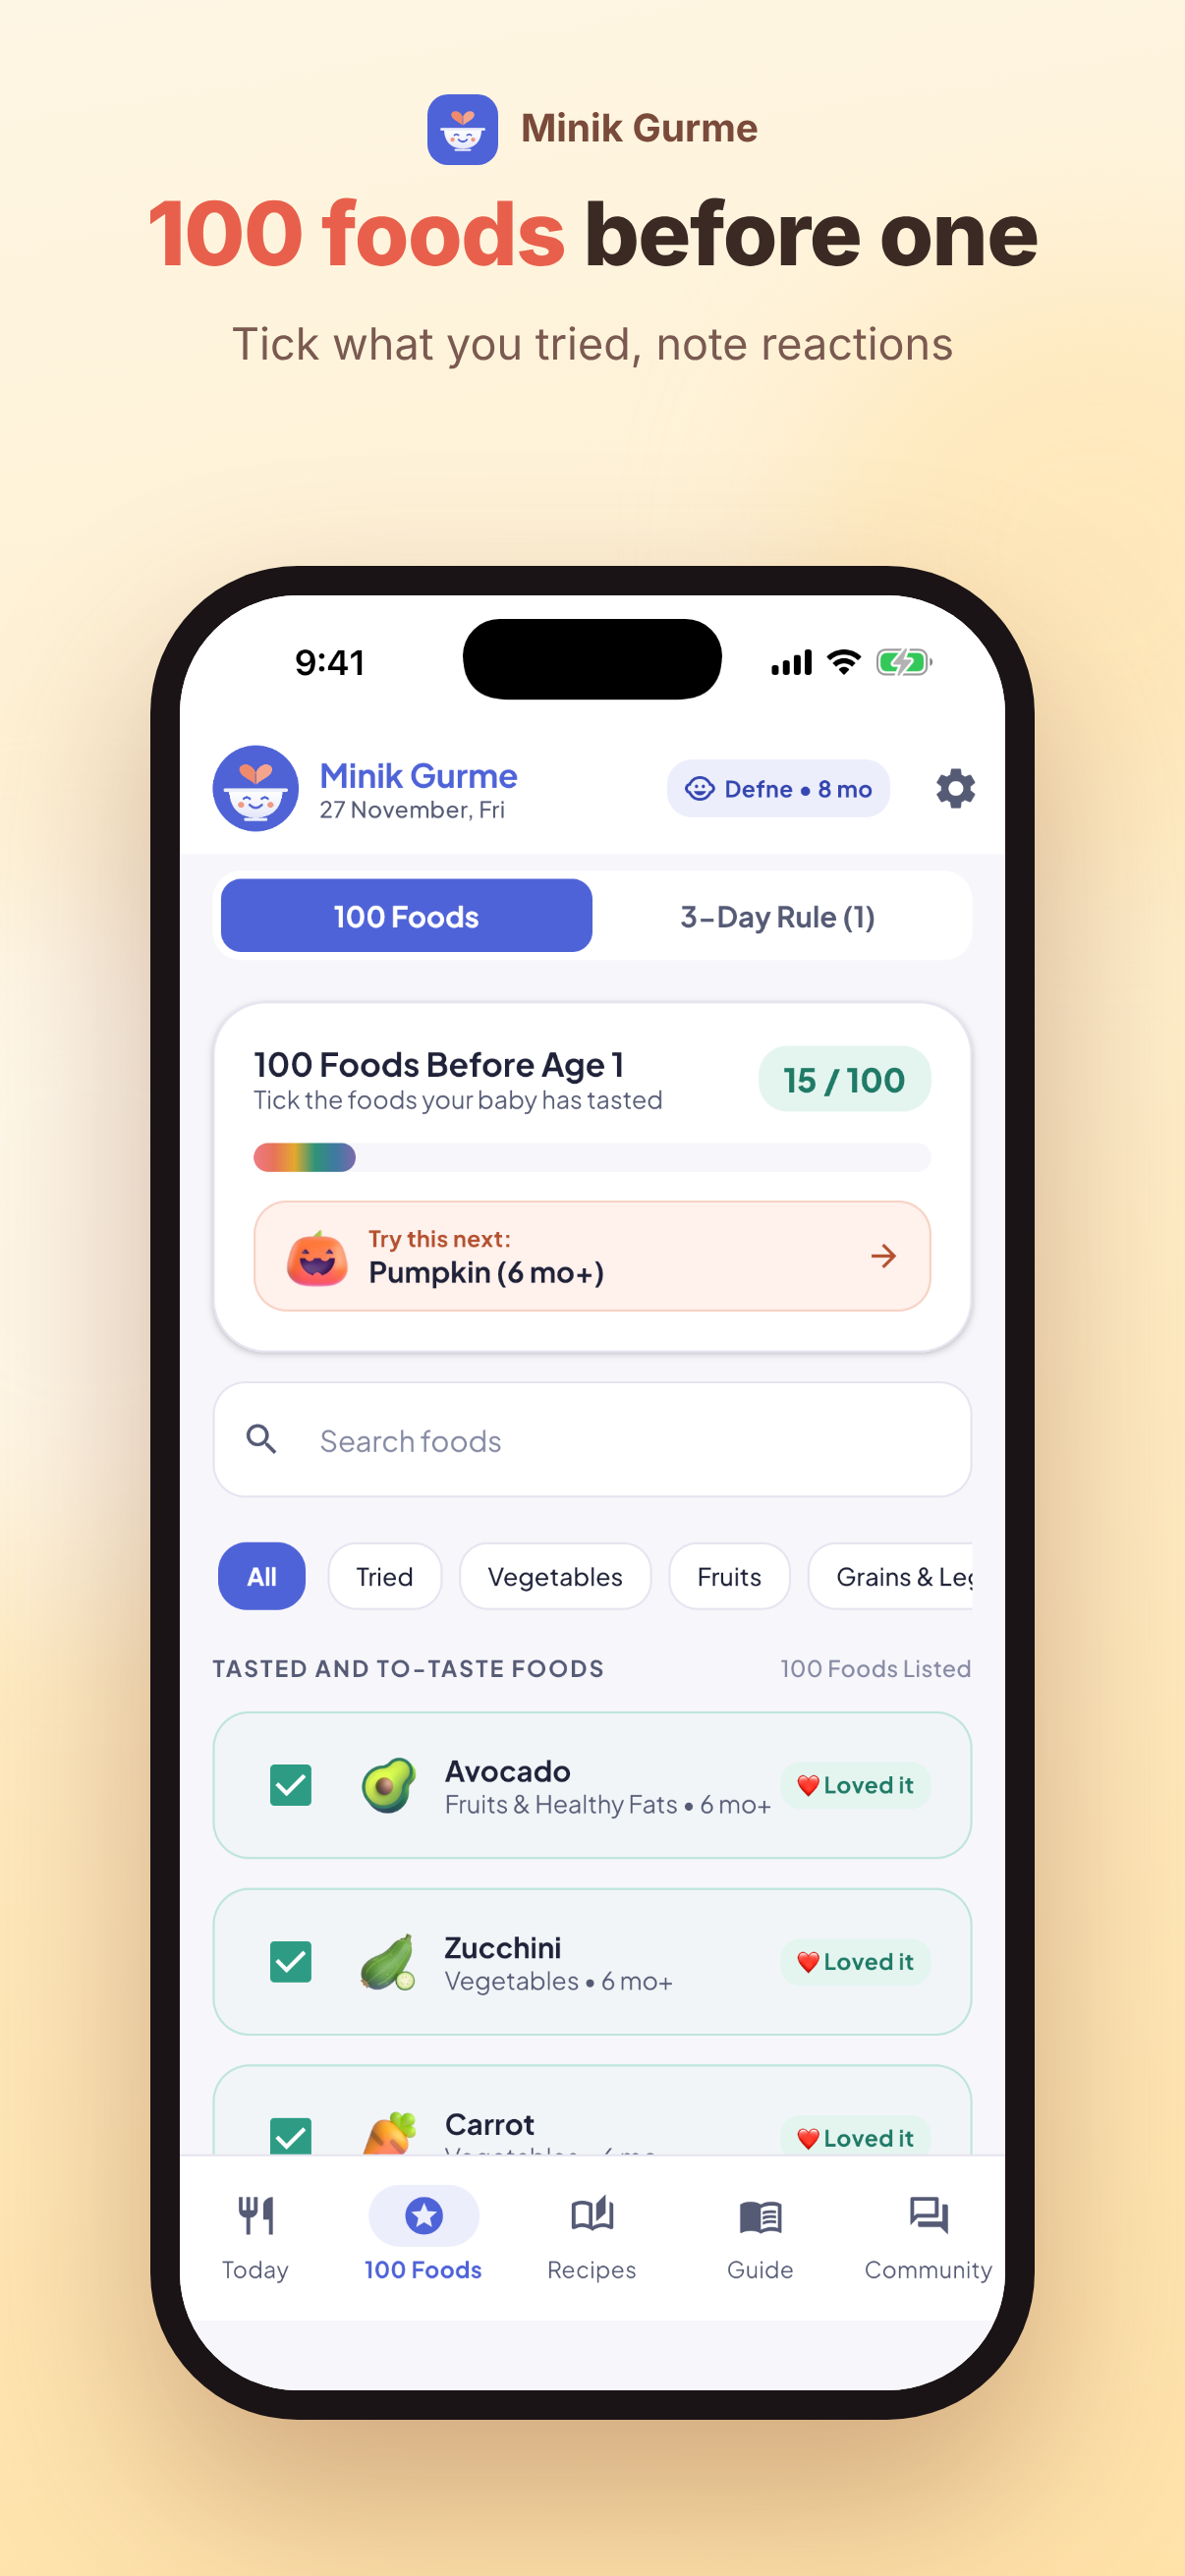 Minik Gurme
100 foods before one
Tick what you tried, note reactions
9:41
Minik Gurme
27 November, Fri
Defne • 8 mo
100 Foods
3-Day Rule (1)
100 Foods Before Age 1
Tick the foods your baby has tasted
15 / 100
Try this next:
Pumpkin (6 mo+)
Search foods
All
Tried
Vegetables
Fruits
Grains & Leg
TASTED AND TO-TASTE FOODS
100 Foods Listed
Avocado
Fruits & Healthy Fats • 6 mo+
Loved it
Zucchini
Vegetables • 6 mo+
Loved it
Carrot
Loved it
Today
100 Foods
Recipes
Guide
Community